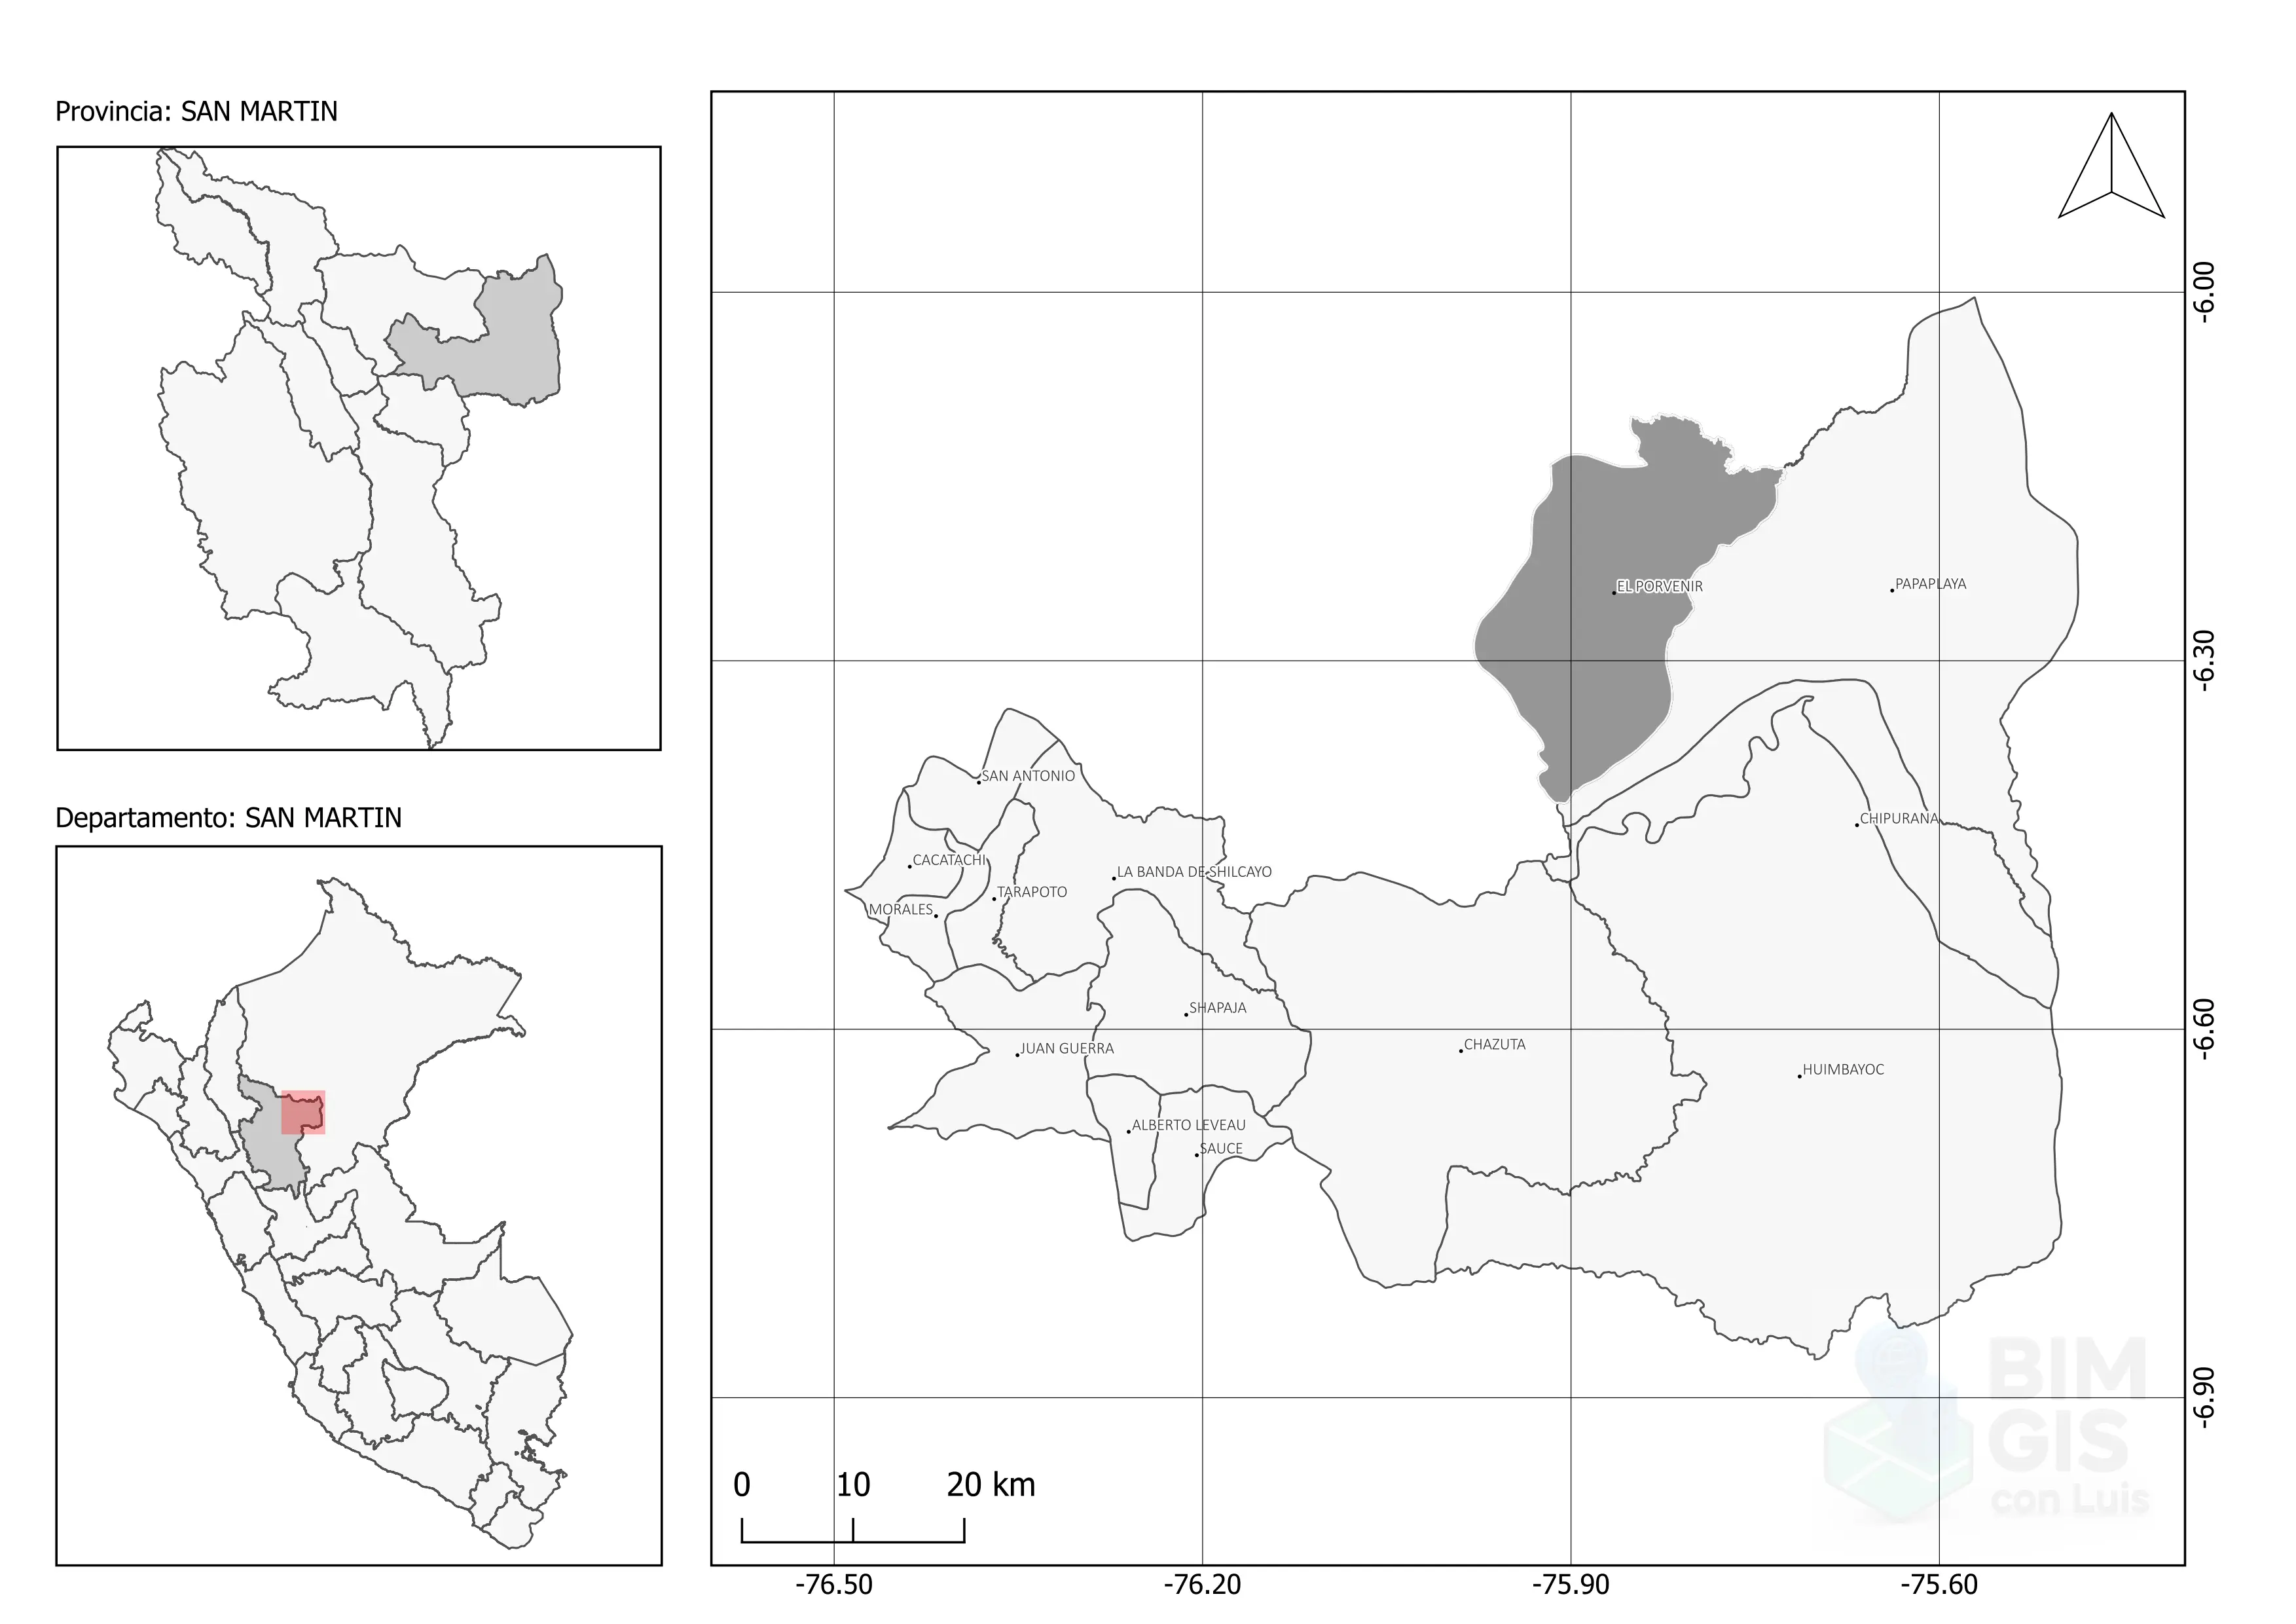 Provincia: SAN MARTIN
Departamento: SAN MARTIN
-6.00
-6.30
-6.60
-6.90
EL PORVENIR
PAPAPLAYA
SAN ANTONIO
CHIPURANA
CACATACHI
LA BANDA DE SHILCAYO
TARAPOTO
MORALES
SHAPAJA
JUAN GUERRA
CHAZUTA
HUIMBAYOC
ALBERTO LEVEAU
SAUCE
BIM
GIS
con Luis
0 10 20 km
-76.50 -76.20 -75.90 -75.60